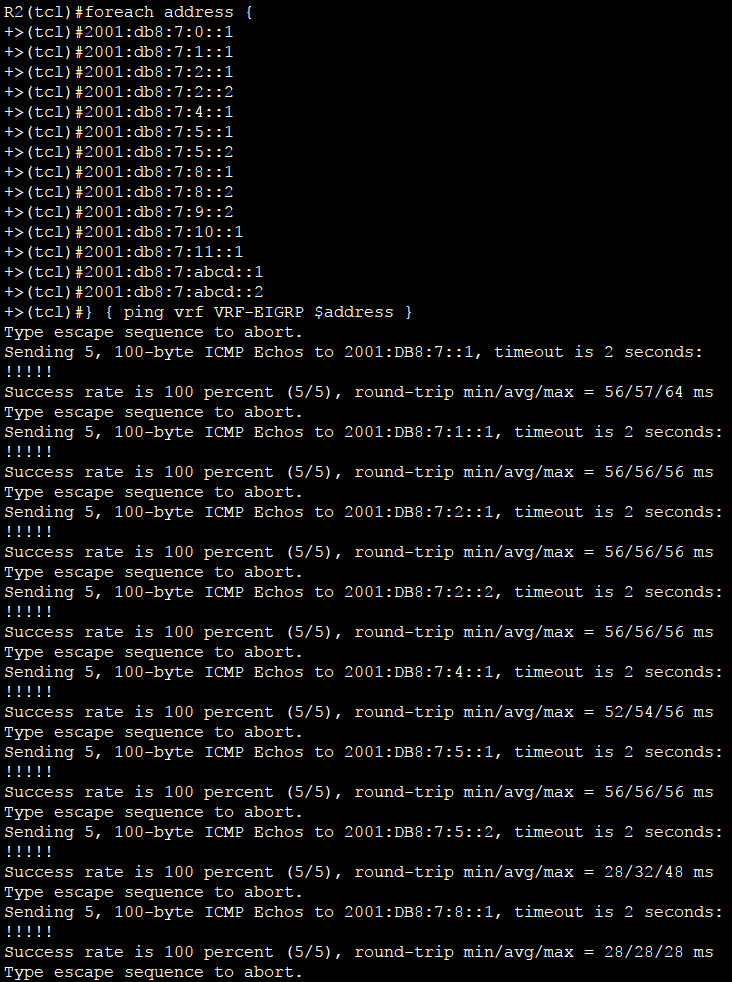 R2(tcl)#foreach address {
+>(tcl)#2001:db8:7:0::1
+>(tcl)#2001:db8:7:1::1
+>(tcl)#2001:db8:7:2::1
+>(tcl)#2001:db8:7:2::2
+>(tcl)#2001:db8:7:4::1
+>(tcl)#2001:db8:7:5::1
+>(tcl)#2001:db8:7:5::2
+>(tcl)#2001:db8:7:8::1
+>(tcl)#2001:db8:7:8::2
+>(tcl)#2001:db8:7:9::2
+>(tcl)#2001:db8:7:10::1
+>(tcl)#2001:db8:7:11::1
+>(tcl)#2001:db8:7:abcd::1
+>(tcl)#2001:db8:7:abcd::2
+>(tcl)#} { ping vrf VRF-EIGRP $address }
Type escape sequence to abort.
Sending 5, 100-byte ICMP Echos to 2001:DB8:7::1, timeout is 2 seconds:
!!!!!
Success rate is 100 percent (5/5), round-trip min/avg/max = 56/57/64 ms
Type escape sequence to abort.
Sending 5, 100-byte ICMP Echos to 2001:DB8:7:1::1, timeout is 2 seconds:
!!!!!
Success rate is 100 percent (5/5), round-trip min/avg/max = 56/56/56 ms
Type escape sequence to abort.
Sending 5, 100-byte ICMP Echos to 2001:DB8:7:2::1, timeout is 2 seconds:
!!!!!
Success rate is 100 percent (5/5), round-trip min/avg/max = 56/56/56 ms
Type escape sequence to abort.
Sending 5, 100-byte ICMP Echos to 2001:DB8:7:2::2, timeout is 2 seconds:
!!!!!
Success rate is 100 percent (5/5), round-trip min/avg/max = 56/56/56 ms
Type escape sequence to abort.
Sending 5, 100-byte ICMP Echos to 2001:DB8:7:4::1, timeout is 2 seconds:
!!!!!
Success rate is 100 percent (5/5), round-trip min/avg/max = 52/54/56 ms
Type escape sequence to abort.
Sending 5, 100-byte ICMP Echos to 2001:DB8:7:5::1, timeout is 2 seconds:
!!!!!
Success rate is 100 percent (5/5), round-trip min/avg/max = 56/56/56 ms
Type escape sequence to abort.
Sending 5, 100-byte ICMP Echos to 2001:DB8:7:5::2, timeout is 2 seconds:
!!!!!
Success rate is 100 percent (5/5), round-trip min/avg/max = 28/32/48 ms
Type escape sequence to abort.
Sending 5, 100-byte ICMP Echos to 2001:DB8:7:8::1, timeout is 2 seconds:
!!!!!
Success rate is 100 percent (5/5), round-trip min/avg/max = 28/28/28 ms
Type escape sequence to abort.